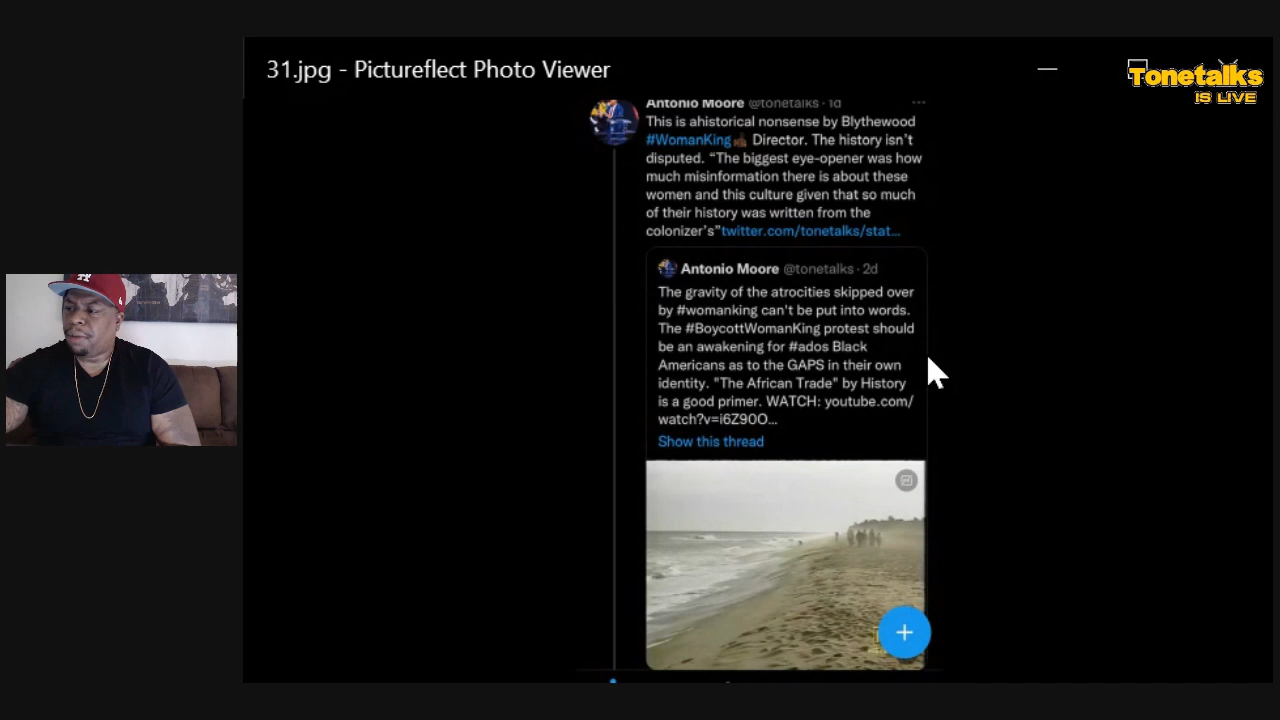 31.jpg - Pictureflect Photo Viewer
Tonetalks
IS LIVE
Antonio Moore @tonetalks · 1d
This is ahistorical nonsense by Blythewood
#WomanKing Director. The history isn't
disputed. “The biggest eye-opener was how
much misinformation there is about these
women and this culture given that so much
of their history was written from the
colonizer's”twitter.com/tonetalks/stat...
Antonio Moore @tonetalks · 2d
The gravity of the atrocities skipped over
by #womanking can't be put into words.
The #BoycottWomanKing protest should
be an awakening for #ados Black
Americans as to the GAPS in their own
identity. "The African Trade" by History
is a good primer. WATCH: youtube.com/
watch?v=i6Z90O...
Show this thread